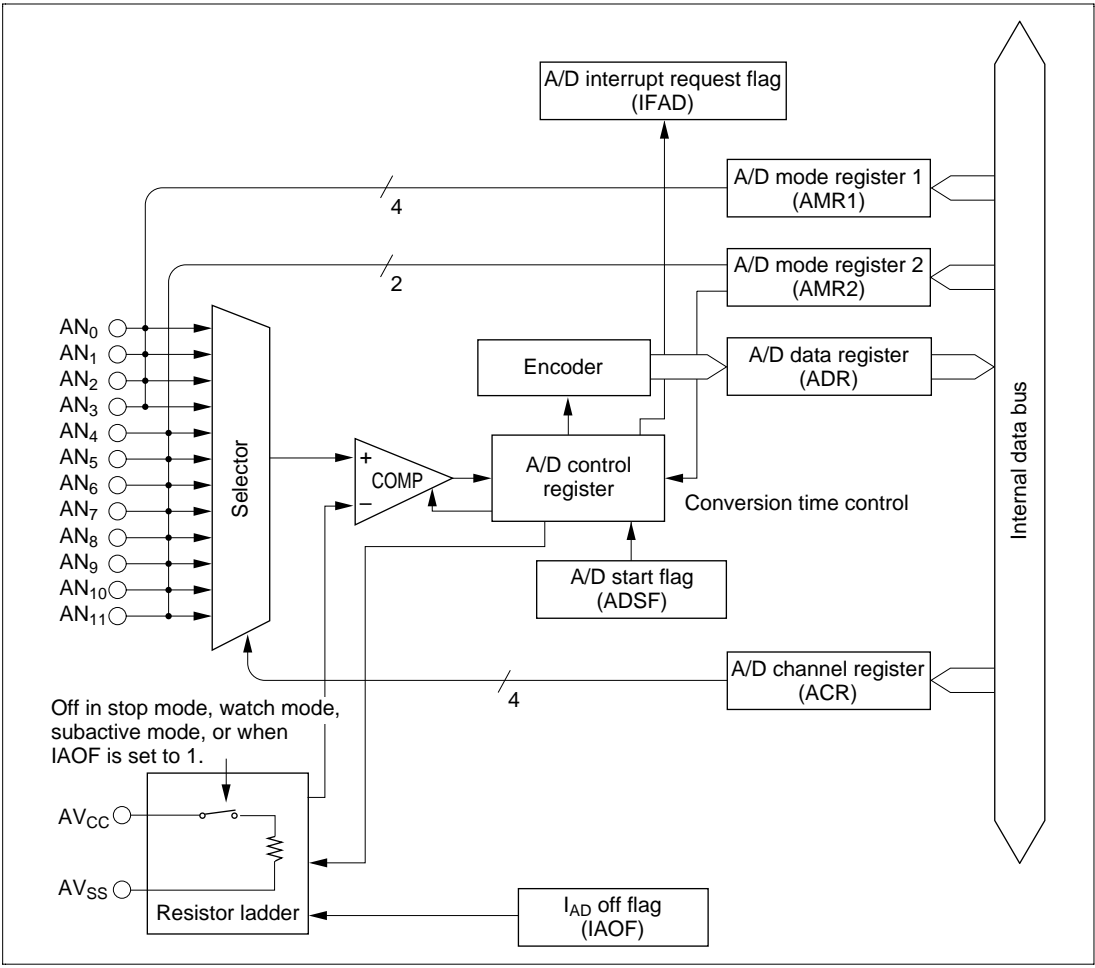 A/D interrupt request flag
(IFAD)
A/D mode register 1
(AMR1)
4
A/D mode register 2
(AMR2)
2
AN0
AN1
AN2
AN3
AN4
AN5
AN6
AN7
AN8
AN9
AN10
AN11
Selector
Encoder
A/D data register
(ADR)
+
COMP
–
A/D control
register
Conversion time control
Internal data bus
A/D start flag
(ADSF)
A/D channel register
(ACR)
4
Off in stop mode, watch mode,
subactive mode, or when
IAOF is set to 1.
AVCC
AVSS
Resistor ladder
IAD off flag
(IAOF)